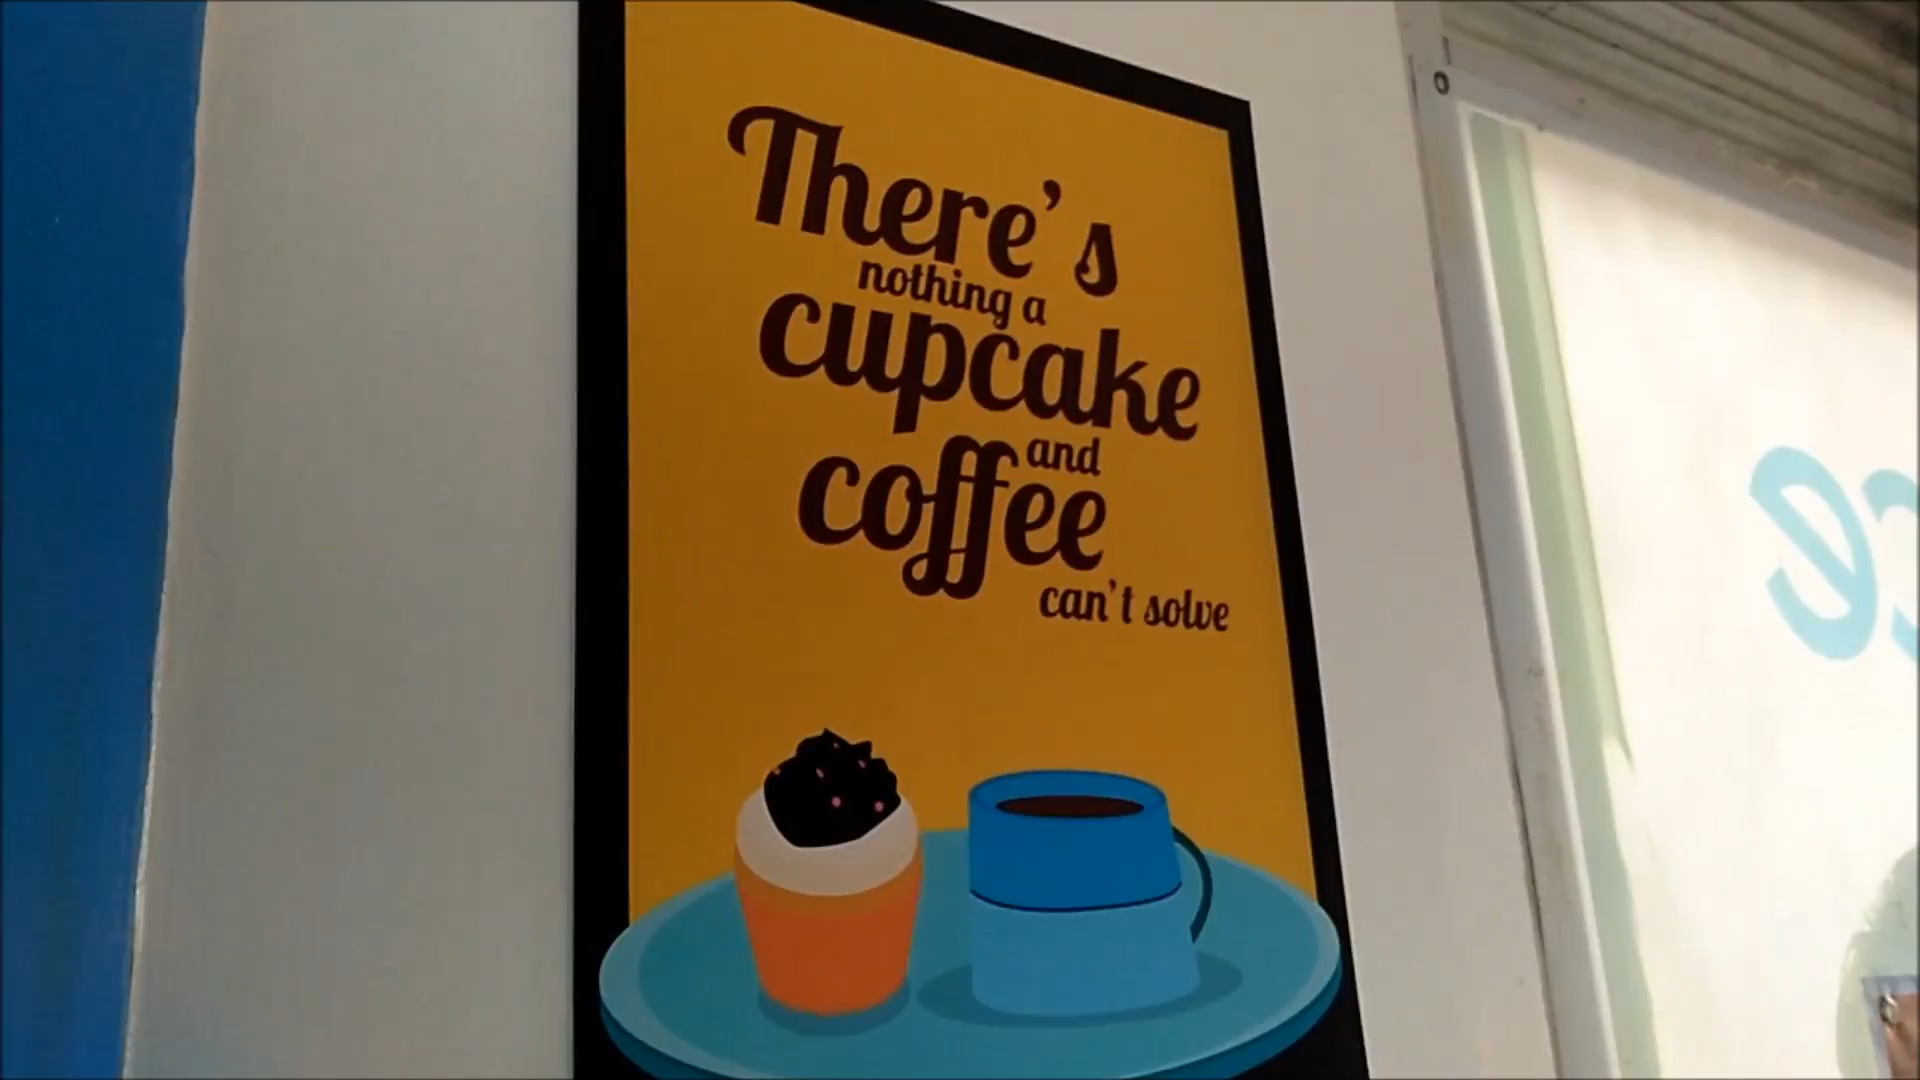 There's
nothing a
cupcake
and
coffee
can't solve